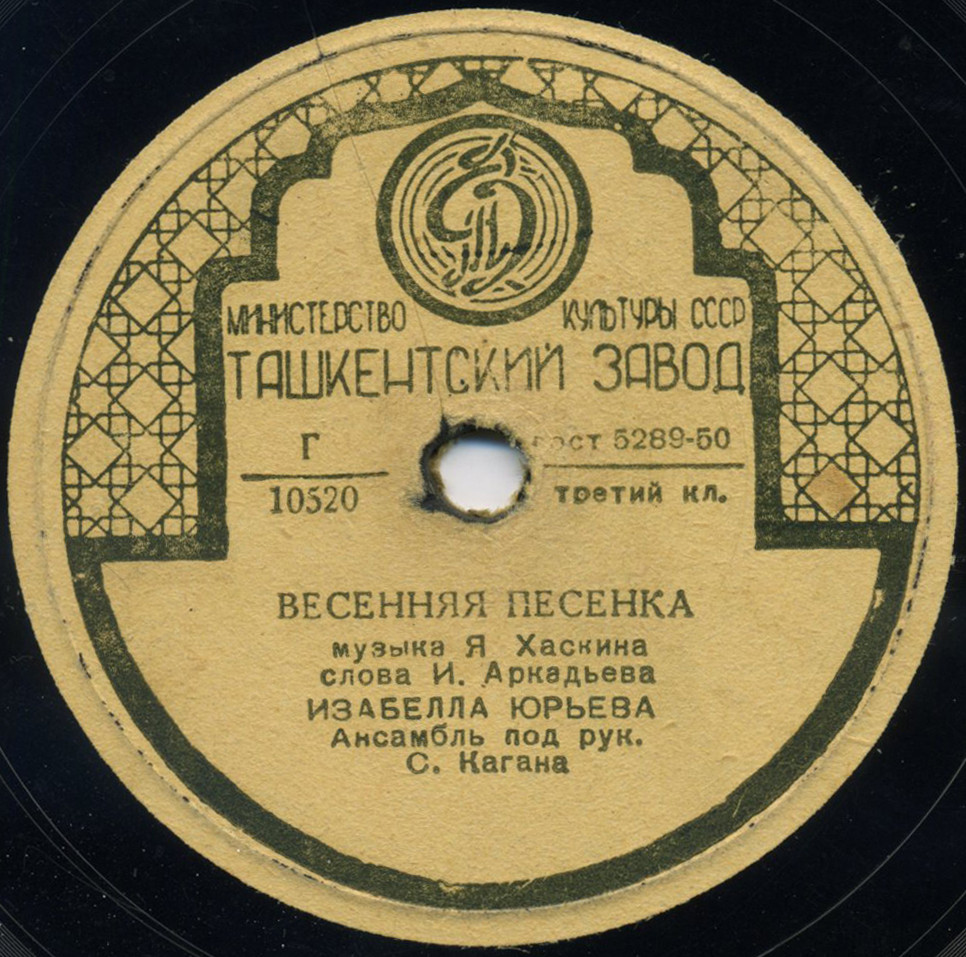 МИНИСТЕРСТВО КУЛЬТУРЫ СССР
ТАШКЕНТСКИЙ ЗАВОД
Г
10520
гост 5289-50
третий кл.
ВЕСЕННЯЯ ПЕСЕНКА
музыка Я Хаскина
слова И. Аркадьева
ИЗАБЕЛЛА ЮРЬЕВА
Ансамбль под рук.
С. Кагана